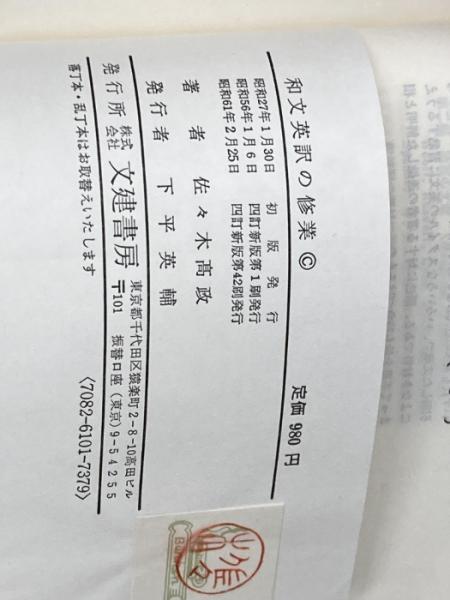 和文英訳の修業 ©
定価 980 円
昭和27年1月30日 初版発行
昭和56年1月6日 四訂新版第1刷発行
昭和61年2月25日 四訂新版第42刷発行
著者 佐々木高政
発行者 下平英輔
発行所 株式会社 文建書房
東京都千代田区猿楽町2-8-10高田ビル
〒101 振替口座(東京)9-54255
落丁本・乱丁本はお取替えいたします
〈7082-6101-7379〉